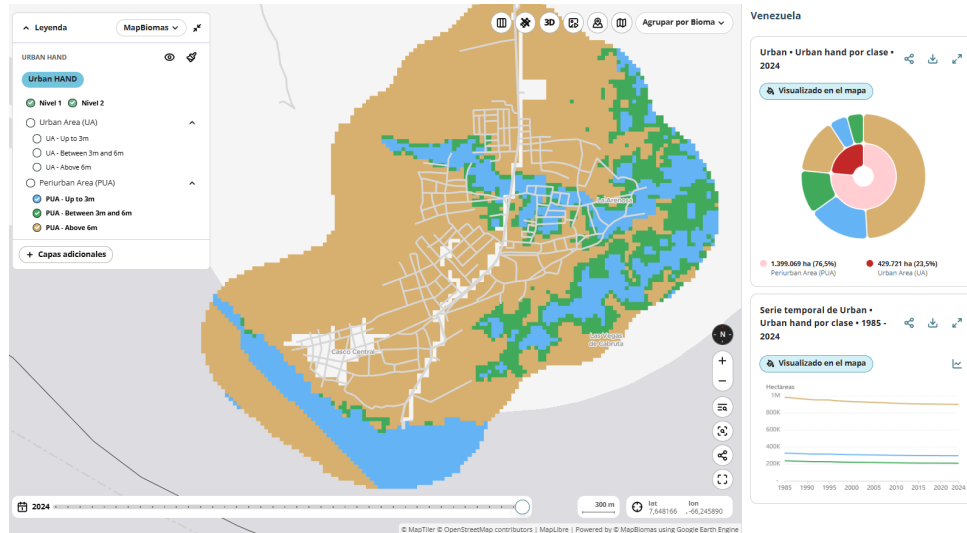 Leyenda
MapBiomas
URBAN HAND
Urban HAND
Nivel 1 Nivel 2
Urban Area (UA)
UA - Up to 3m
UA - Between 3m and 6m
UA - Above 6m
Periurban Area (PUA)
PUA - Up to 3m
PUA - Between 3m and 6m
PUA - Above 6m
+ Capas adicionales
3D
Agrupar por Bioma
La Arenosa
Las Vegas
de Cabruta
Casco Central
N
2024
300 m
lat lon
7,648166 , -66,245890
© MapTiler © OpenStreetMap contributors | MapLibre | Powered by © MapBiomas using Google Earth Engine
Venezuela
Urban • Urban hand por clase •
2024
Visualizado en el mapa
1.399.069 ha (76,5%)
Periurban Area (PUA)
429.721 ha (23,5%)
Urban Area (UA)
Serie temporal de Urban •
Urban hand por clase • 1985 -
2024
Visualizado en el mapa
Hectáreas
1M
800K
600K
400K
200K
1985 1990 1995 2000 2005 2010 2015 2020 2024